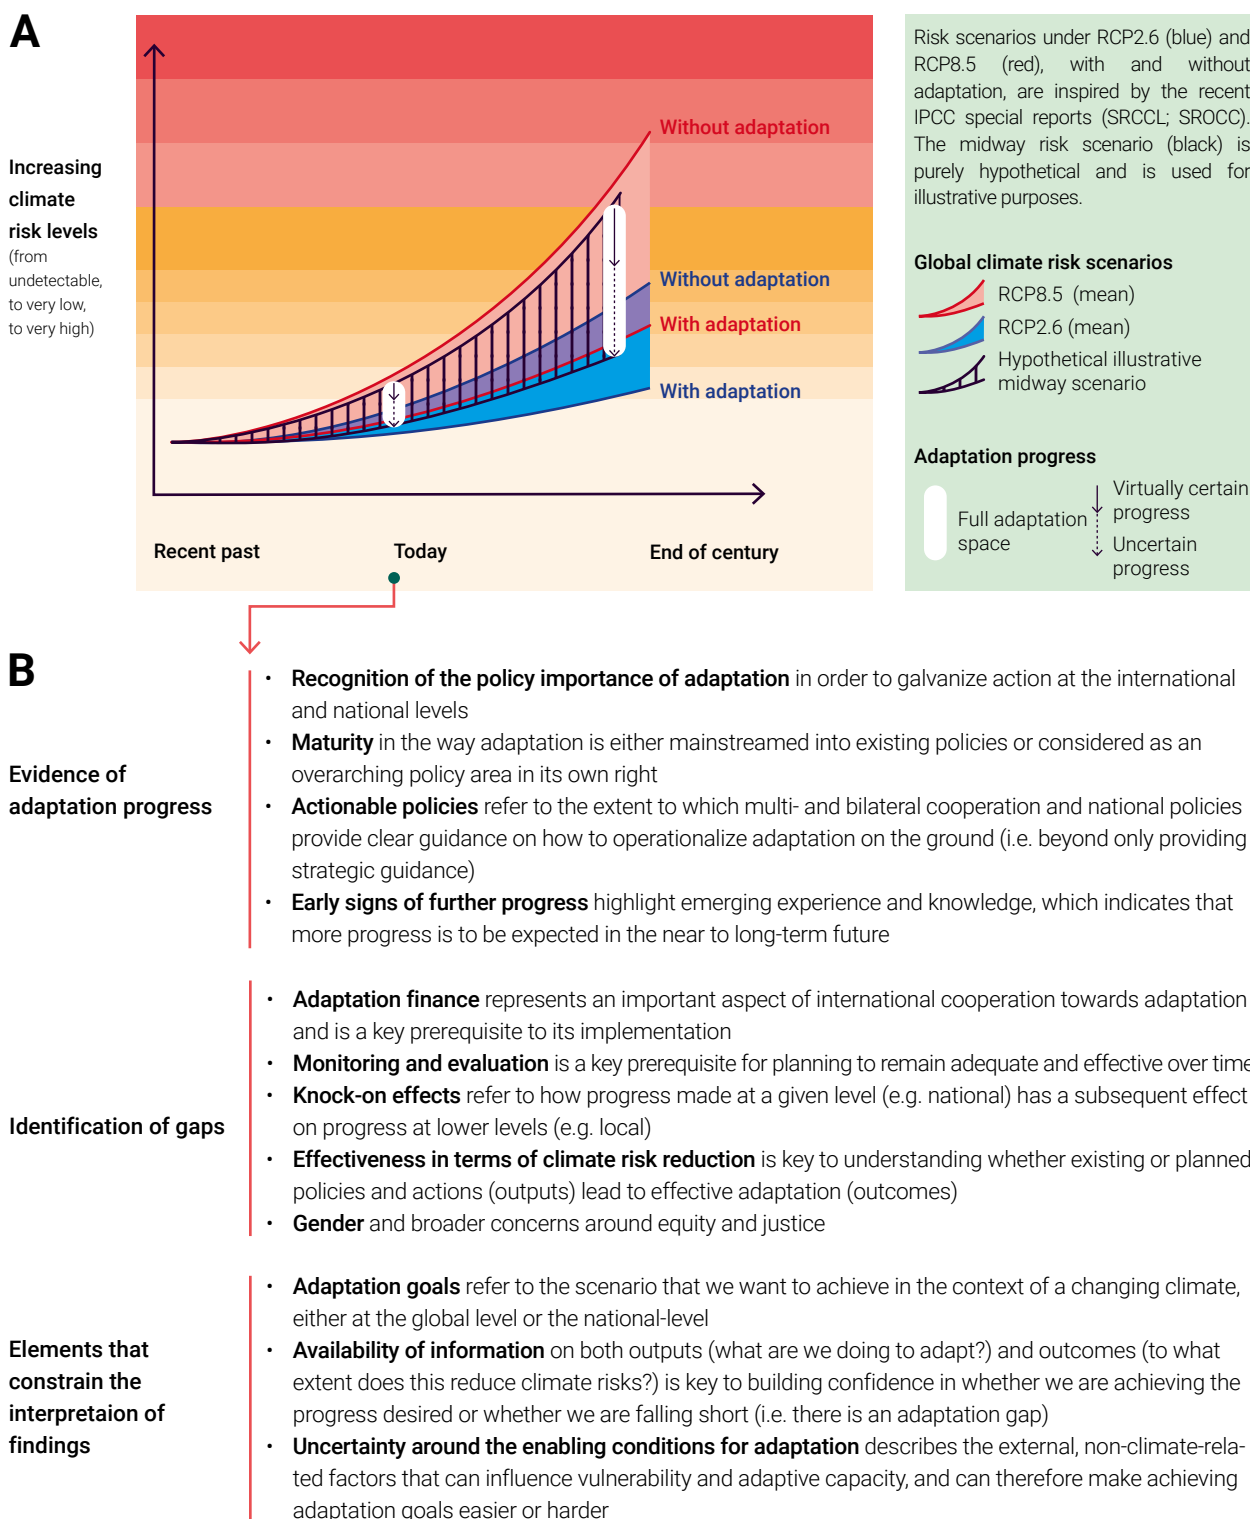 A
Increasing
climate
risk levels
(from
undetectable,
to very low,
to very high)
Without adaptation
Without adaptation
With adaptation
With adaptation
Recent past
Today
End of century
Risk scenarios under RCP2.6 (blue) and
RCP8.5 (red), with and without
adaptation, are inspired by the recent
IPCC special reports (SRCCL; SROCC).
The midway risk scenario (black) is
purely hypothetical and is used for
illustrative purposes.
Global climate risk scenarios
RCP8.5 (mean)
RCP2.6 (mean)
Hypothetical illustrative
midway scenario
Adaptation progress
Full adaptation
space
Virtually certain
progress
Uncertain
progress
B
Evidence of
adaptation progress
• Recognition of the policy importance of adaptation in order to galvanize action at the international
and national levels
• Maturity in the way adaptation is either mainstreamed into existing policies or considered as an
overarching policy area in its own right
• Actionable policies refer to the extent to which multi- and bilateral cooperation and national policies
provide clear guidance on how to operationalize adaptation on the ground (i.e. beyond only providing
strategic guidance)
• Early signs of further progress highlight emerging experience and knowledge, which indicates that
more progress is to be expected in the near to long-term future
Identification of gaps
• Adaptation finance represents an important aspect of international cooperation towards adaptation
and is a key prerequisite to its implementation
• Monitoring and evaluation is a key prerequisite for planning to remain adequate and effective over time
• Knock-on effects refer to how progress made at a given level (e.g. national) has a subsequent effect
on progress at lower levels (e.g. local)
• Effectiveness in terms of climate risk reduction is key to understanding whether existing or planned
policies and actions (outputs) lead to effective adaptation (outcomes)
• Gender and broader concerns around equity and justice
Elements that
constrain the
interpretaion of
findings
• Adaptation goals refer to the scenario that we want to achieve in the context of a changing climate,
either at the global level or the national-level
• Availability of information on both outputs (what are we doing to adapt?) and outcomes (to what
extent does this reduce climate risks?) is key to building confidence in whether we are achieving the
progress desired or whether we are falling short (i.e. there is an adaptation gap)
• Uncertainty around the enabling conditions for adaptation describes the external, non-climate-rela-
ted factors that can influence vulnerability and adaptive capacity, and can therefore make achieving
adaptation goals easier or harder